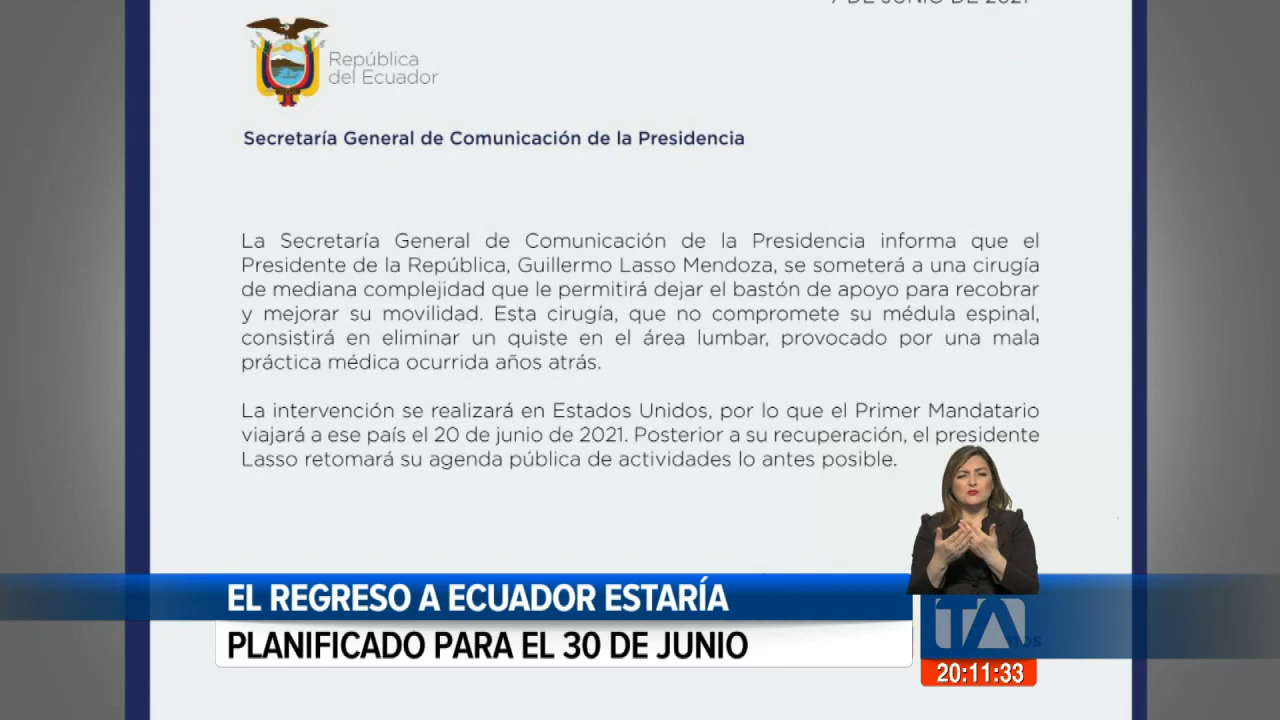 7 DE JUNIO DE 2021
República
del Ecuador
Secretaría General de Comunicación de la Presidencia
La Secretaría General de Comunicación de la Presidencia informa que el
Presidente de la República, Guillermo Lasso Mendoza, se someterá a una cirugía
de mediana complejidad que le permitirá dejar el bastón de apoyo para recobrar
y mejorar su movilidad. Esta cirugía, que no compromete su médula espinal,
consistirá en eliminar un quiste en el área lumbar, provocado por una mala
práctica médica ocurrida años atrás.
La intervención se realizará en Estados Unidos, por lo que el Primer Mandatario
viajará a ese país el 20 de junio de 2021. Posterior a su recuperación, el presidente
Lasso retomará su agenda pública de actividades lo antes posible.
EL REGRESO A ECUADOR ESTARÍA
PLANIFICADO PARA EL 30 DE JUNIO
TA
20:11:33